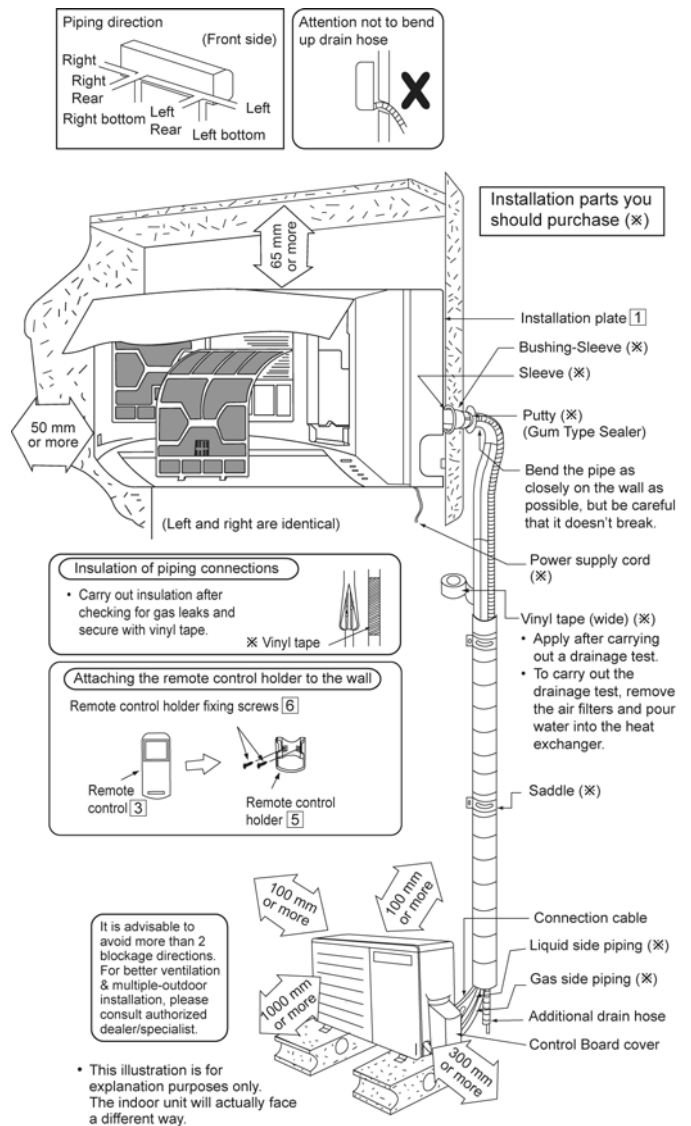 Piping direction
(Front side)
Right
Right
Rear
Right bottom
Left
Rear
Left bottom
Left
Attention not to bend
up drain hose
Installation parts you
should purchase (※)
65 mm
or more
50 mm
or more
(Left and right are identical)
Installation plate 1
Bushing-Sleeve (※)
Sleeve (※)
Putty (※)
(Gum Type Sealer)
Bend the pipe as
closely on the wall as
possible, but be careful
that it doesn't break.
Power supply cord
(※)
Vinyl tape (wide) (※)
• Apply after carrying
out a drainage test.
• To carry out the
drainage test, remove
the air filters and pour
water into the heat
exchanger.
Saddle (※)
Insulation of piping connections
• Carry out insulation after
checking for gas leaks and
secure with vinyl tape.
※ Vinyl tape
Attaching the remote control holder to the wall
Remote control holder fixing screws 6
Remote
control 3
Remote control
holder 5
100 mm
or more
100 mm
or more
1000 mm
or more
300 mm
or more
It is advisable to
avoid more than 2
blockage directions.
For better ventilation
& multiple-outdoor
installation, please
consult authorized
dealer/specialist.
Connection cable
Liquid side piping (※)
Gas side piping (※)
Additional drain hose
Control Board cover
• This illustration is for
explanation purposes only.
The indoor unit will actually face
a different way.